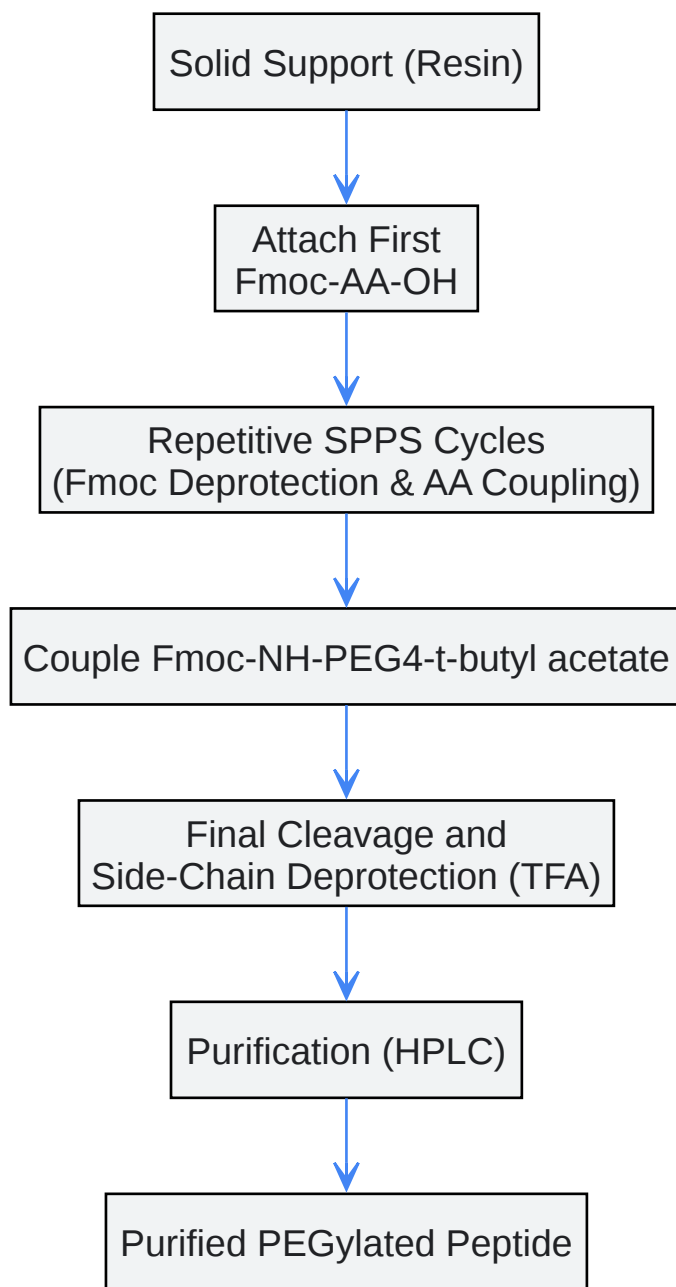 Solid Support (Resin)
Attach First
Fmoc-AA-OH
Repetitive SPPS Cycles
(Fmoc Deprotection & AA Coupling)
Couple Fmoc-NH-PEG4-t-butyl acetate
Final Cleavage and
Side-Chain Deprotection (TFA)
Purification (HPLC)
Purified PEGylated Peptide